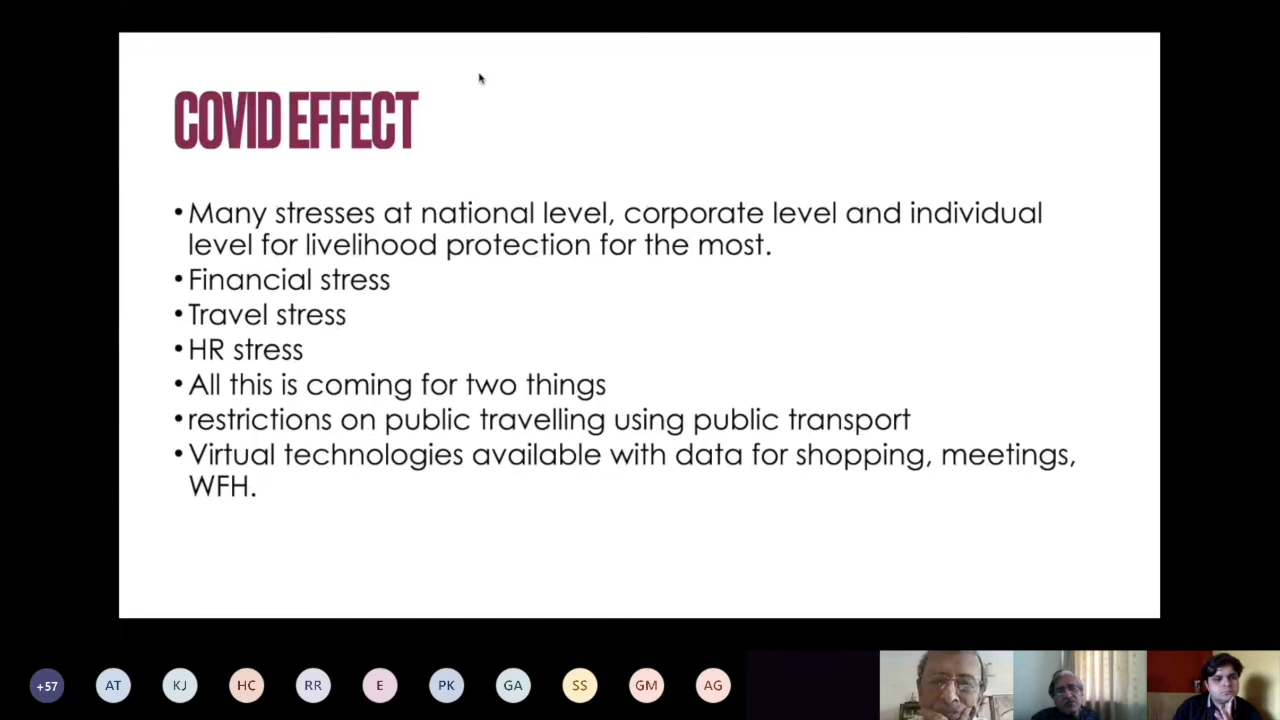 COVID EFFECT
• Many stresses at national level, corporate level and individual
level for livelihood protection for the most.
• Financial stress
• Travel stress
• HR stress
• All this is coming for two things
• restrictions on public travelling using public transport
• Virtual technologies available with data for shopping, meetings,
WFH.
+57 AT KJ HC RR E PK GA SS GM AG